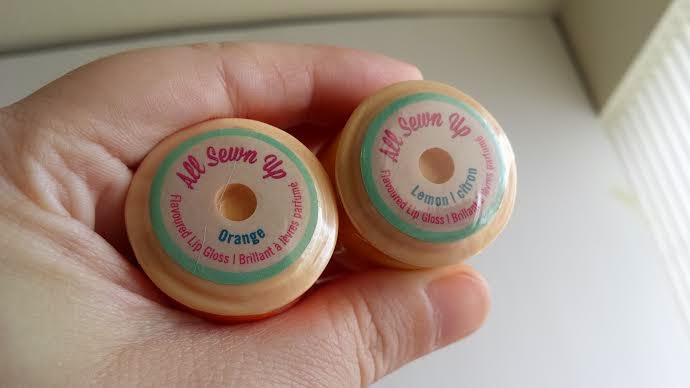 All Sewn Up
Orange
Flavoured Lip Gloss | Brillant à lèvres parfumé
All Sewn Up
Lemon | citron
Flavoured Lip Gloss | Brillant à lèvres parfumé